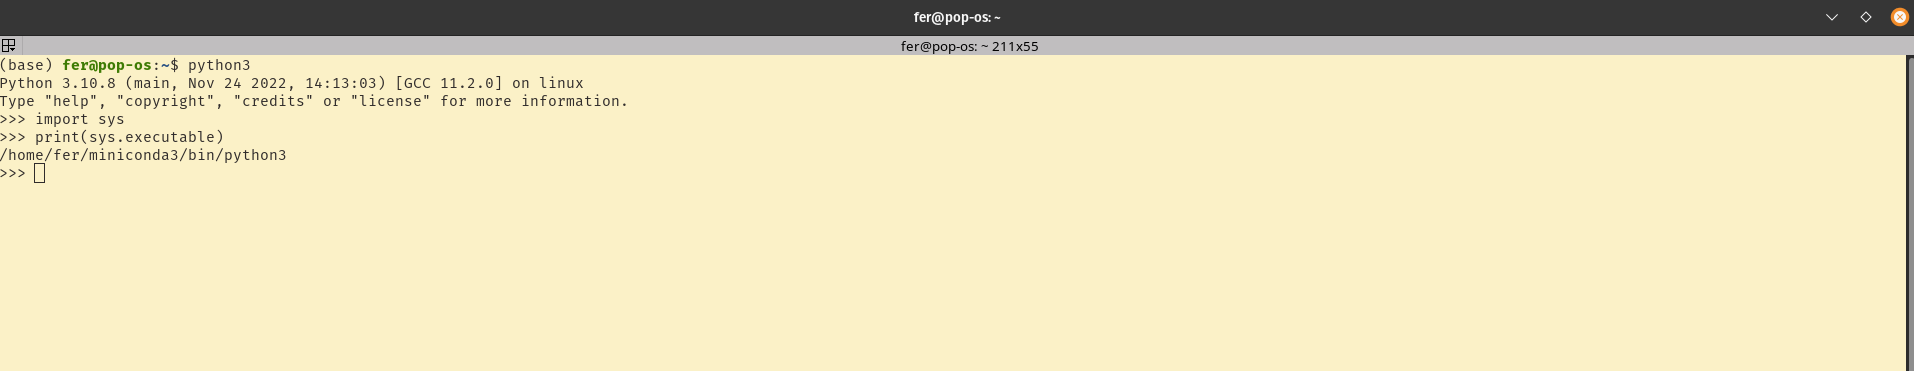 fer@pop-os: ~
fer@pop-os: ~ 211x55
(base) fer@pop-os:~$ python3
Python 3.10.8 (main, Nov 24 2022, 14:13:03) [GCC 11.2.0] on linux
Type "help", "copyright", "credits" or "license" for more information.
>>> import sys
>>> print(sys.executable)
/home/fer/miniconda3/bin/python3
>>>